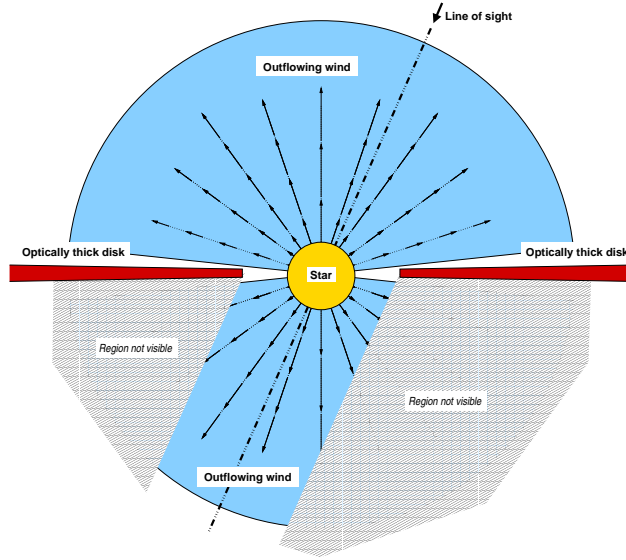 Line of sight
Outflowing wind
Optically thick disk
Optically thick disk
Star
Region not visible
Region not visible
Outflowing wind